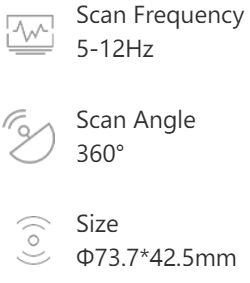 Scan Frequency
5-12Hz
Scan Angle
360°
Size
Φ73.7*42.5mm